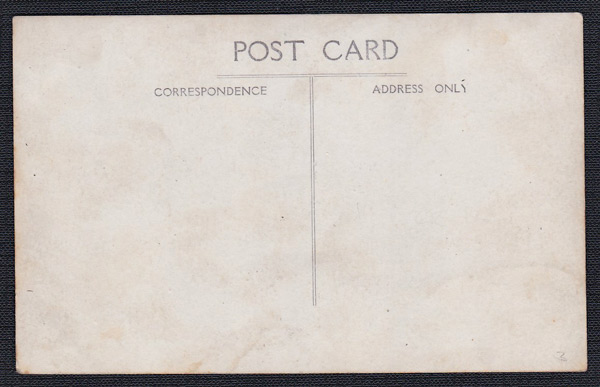 POST CARD
CORRESPONDENCE
ADDRESS ONLY